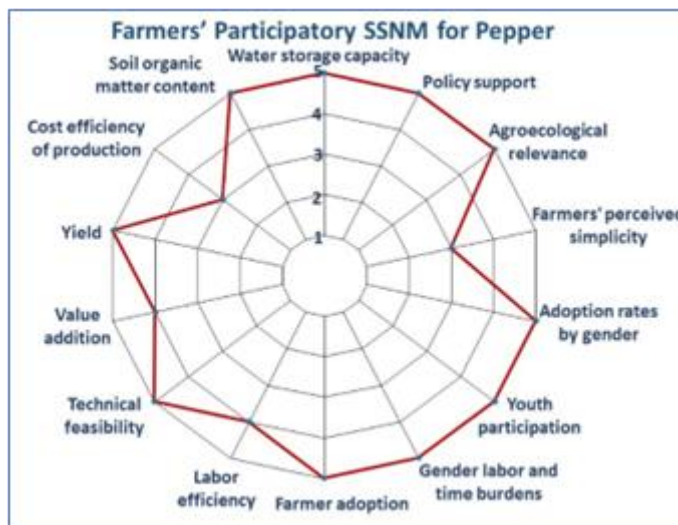 Farmers' Participatory SSNM for Pepper
Water storage capacity
Policy support
Agroecological
relevance
Farmers' perceived
simplicity
Adoption rates
by gender
Youth
participation
Gender labor and
time burdens
Farmer adoption
Labor
efficiency
Technical
feasibility
Value
addition
Yield
Cost efficiency
of production
Soil organic
matter content
5
4
3
2
1